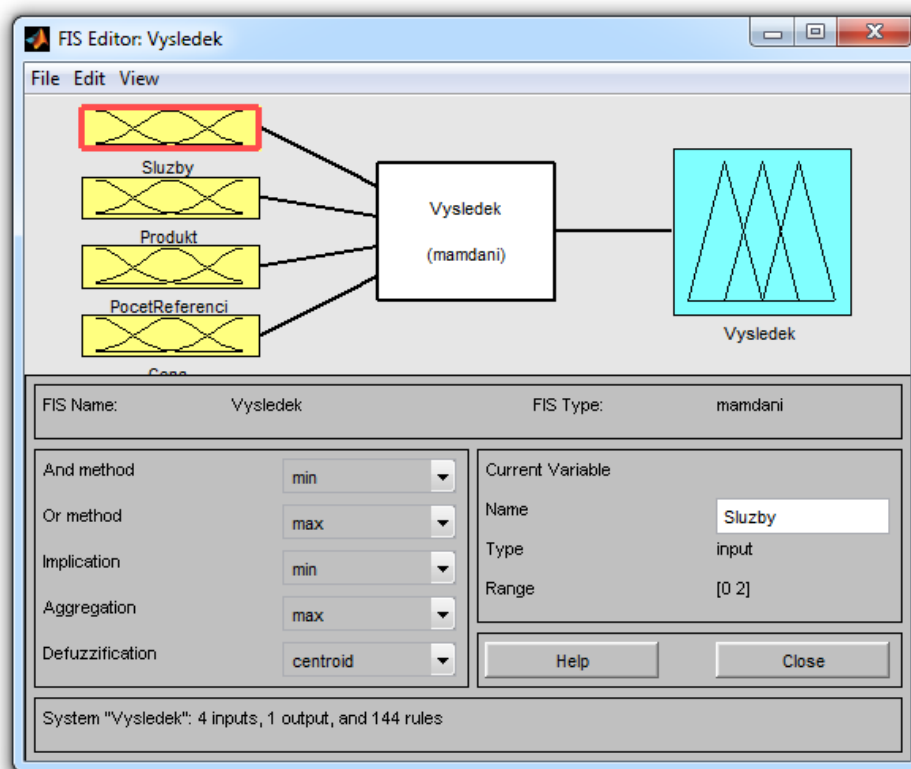 FIS Editor: Vysledek
File Edit View
Sluzby
Produkt
PocetReferenci
Cena
Vysledek
(mamdani)
Vysledek
FIS Name: Vysledek FIS Type: mamdani
And method min
Or method max
Implication min
Aggregation max
Defuzzification centroid
Current Variable
Name Sluzby
Type input
Range [0 2]
Help Close
System "Vysledek": 4 inputs, 1 output, and 144 rules